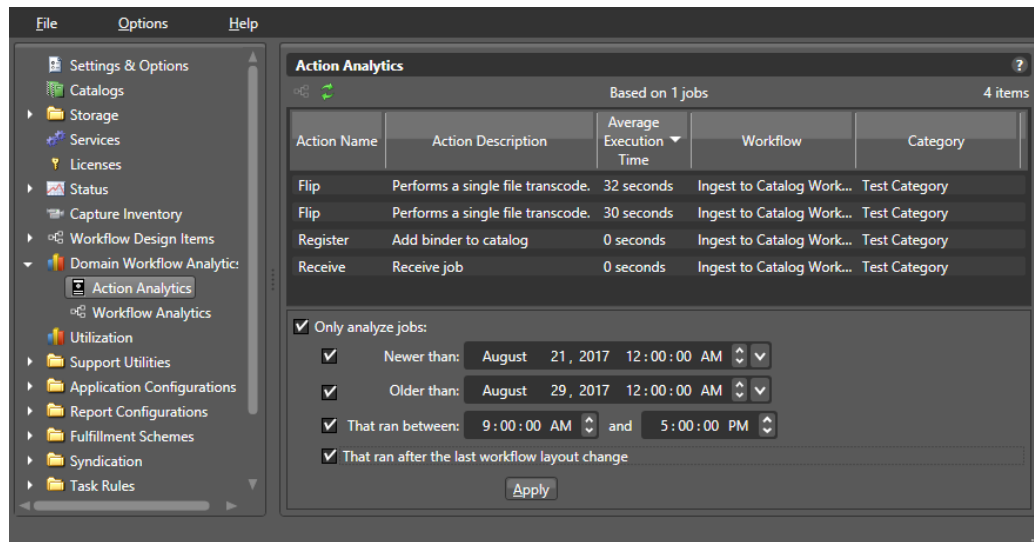 File Options Help
Settings & Options
Catalogs
Storage
Services
Licenses
Status
Capture Inventory
Workflow Design Items
Domain Workflow Analytics
Action Analytics
Workflow Analytics
Utilization
Support Utilities
Application Configurations
Report Configurations
Fulfillment Schemes
Syndication
Task Rules
Action Analytics ?
Based on 1 jobs 4 items
Action Name Action Description Average Execution Time Workflow Category
Flip Performs a single file transcode. 32 seconds Ingest to Catalog Work... Test Category
Flip Performs a single file transcode. 30 seconds Ingest to Catalog Work... Test Category
Register Add binder to catalog 0 seconds Ingest to Catalog Work... Test Category
Receive Receive job 0 seconds Ingest to Catalog Work... Test Category
Only analyze jobs:
Newer than: August 21, 2017 12:00:00 AM
Older than: August 29, 2017 12:00:00 AM
That ran between: 9:00:00 AM and 5:00:00 PM
That ran after the last workflow layout change
Apply